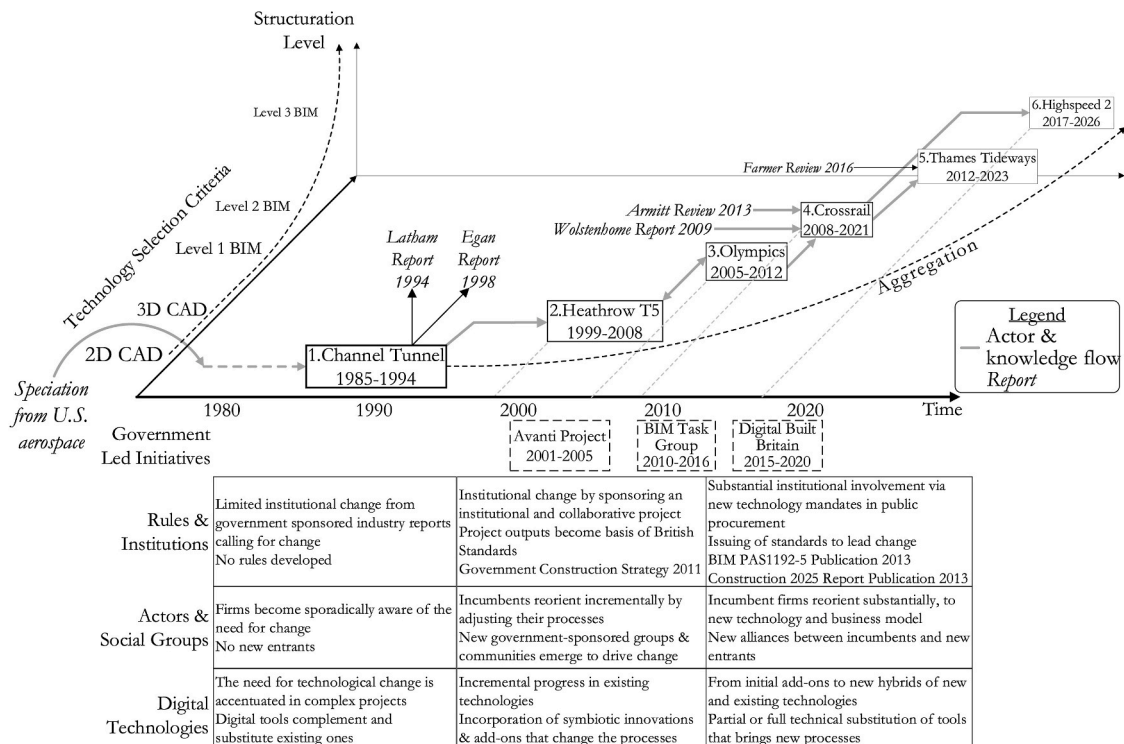 Structuration
Level
Level 3 BIM
Level 2 BIM
Level 1 BIM
Technology Selection Criteria
3D CAD
2D CAD
Speciation
from U.S.
aerospace
6.Highspeed 2
2017-2026
Farmer Review 2016
5.Thames Tideways
2012-2023
Armitt Review 2013
Wolstenhome Report 2009
4.Crossrail
2008-2021
Latham
Report
1994
Egan
Report
1998
3.Olympics
2005-2012
Aggregation
2.Heathrow T5
1999-2008
1.Channel Tunnel
1985-1994
Legend
Actor &
knowledge flow
Report
1980
1990
2000
2010
2020
Time
Government
Led Initiatives
Avanti Project
2001-2005
BIM Task
Group
2010-2016
Digital Built
Britain
2015-2020
Rules &
Institutions
Limited institutional change from
government sponsored industry reports
calling for change
No rules developed
Institutional change by sponsoring an
institutional and collaborative project
Project outputs become basis of British
Standards
Government Construction Strategy 2011
Substantial institutional involvement via
new technology mandates in public
procurement
Issuing of standards to lead change
BIM PAS1192-5 Publication 2013
Construction 2025 Report Publication 2013
Actors &
Social Groups
Firms become sporadically aware of the
need for change
No new entrants
Incumbents reorient incrementally by
adjusting their processes
New government-sponsored groups &
communities emerge to drive change
Incumbent firms reorient substantially, to
new technology and business model
New alliances between incumbents and new
entrants
Digital
Technologies
The need for technological change is
accentuated in complex projects
Digital tools complement and
substitute existing ones
Incremental progress in existing
technologies
Incorporation of symbiotic innovations
& add-ons that change the processes
From initial add-ons to new hybrids of new
and existing technologies
Partial or full technical substitution of tools
that brings new processes